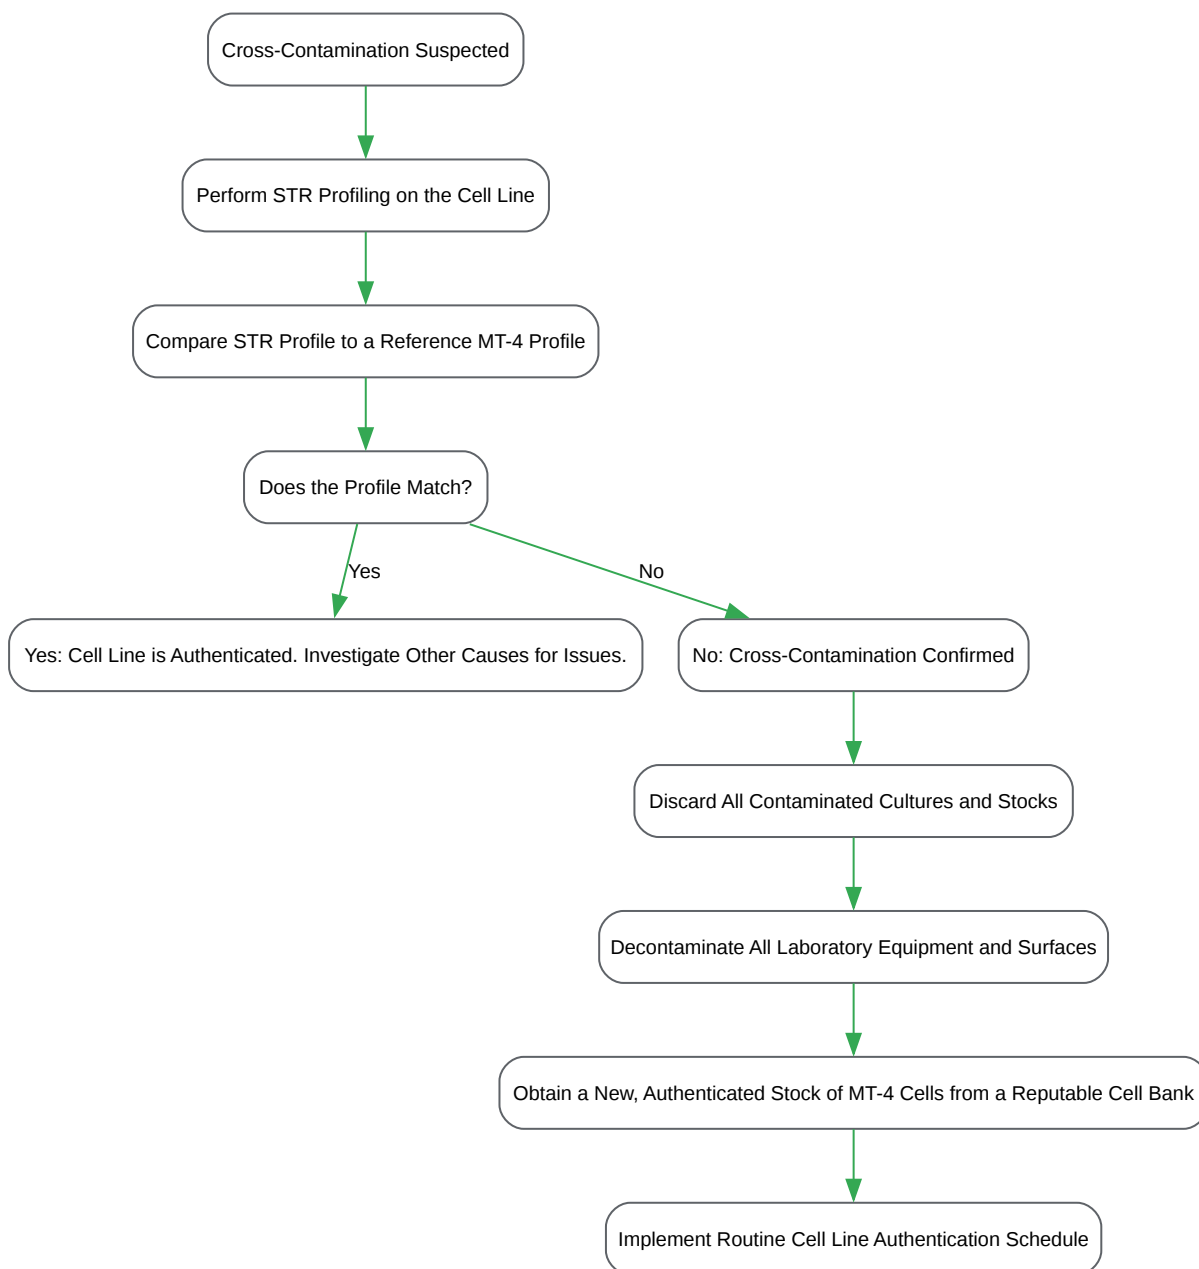 Cross-Contamination Suspected
Perform STR Profiling on the Cell Line
Compare STR Profile to a Reference MT-4 Profile
Does the Profile Match?
Yes
No
Yes: Cell Line is Authenticated. Investigate Other Causes for Issues.
No: Cross-Contamination Confirmed
Discard All Contaminated Cultures and Stocks
Decontaminate All Laboratory Equipment and Surfaces
Obtain a New, Authenticated Stock of MT-4 Cells from a Reputable Cell Bank
Implement Routine Cell Line Authentication Schedule